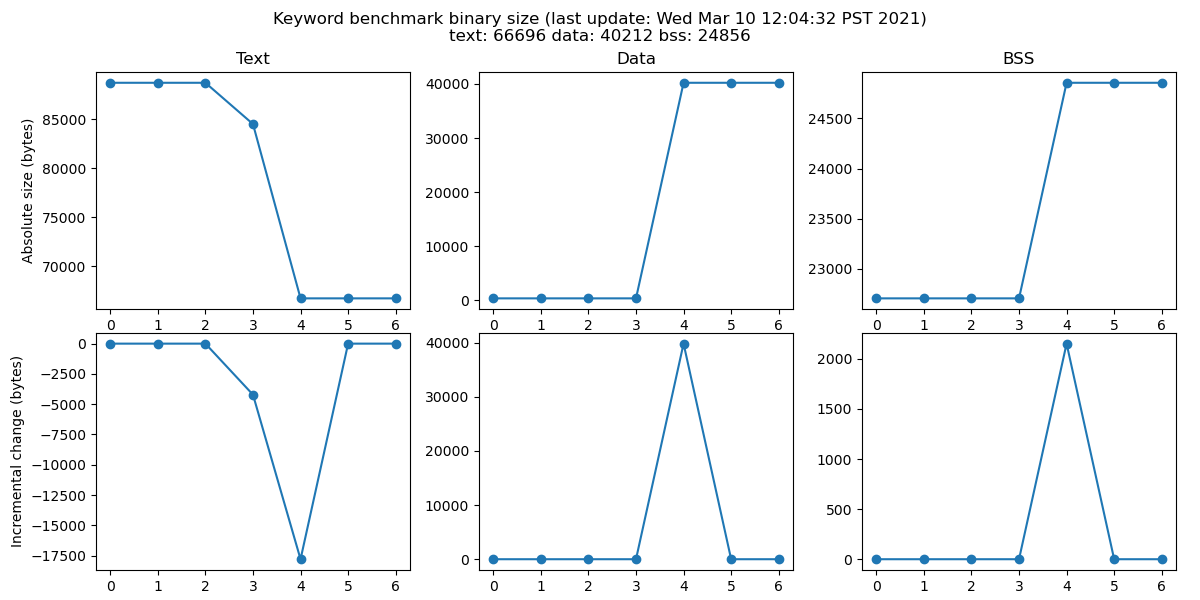 Keyword benchmark binary size (last update: Wed Mar 10 12:04:32 PST 2021)
text: 66696 data: 40212 bss: 24856
Text
Data
BSS
Absolute size (bytes)
85000
80000
75000
70000
0 1 2 3 4 5 6
40000
30000
20000
10000
0
0 1 2 3 4 5 6
24500
24000
23500
23000
0 1 2 3 4 5 6
Incremental change (bytes)
0
−2500
−5000
−7500
−10000
−12500
−15000
−17500
0 1 2 3 4 5 6
40000
30000
20000
10000
0
0 1 2 3 4 5 6
2000
1500
1000
500
0
0 1 2 3 4 5 6